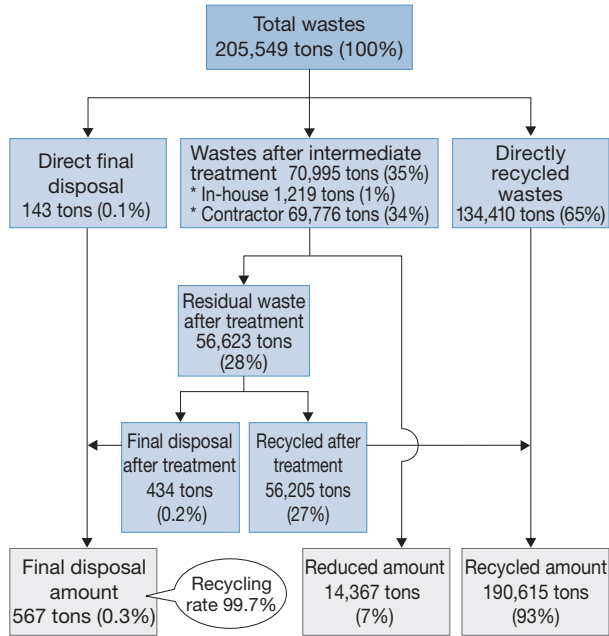 Total wastes
205,549 tons (100%)
Direct final
disposal
143 tons (0.1%)
Wastes after intermediate
treatment 70,995 tons (35%)
* In-house 1,219 tons (1%)
* Contractor 69,776 tons (34%)
Directly
recycled
wastes
134,410 tons (65%)
Residual waste
after treatment
56,623 tons
(28%)
Final disposal
after treatment
434 tons
(0.2%)
Recycled after
treatment
56,205 tons
(27%)
Final disposal
amount
567 tons (0.3%)
Recycling
rate 99.7%
Reduced amount
14,367 tons
(7%)
Recycled amount
190,615 tons
(93%)